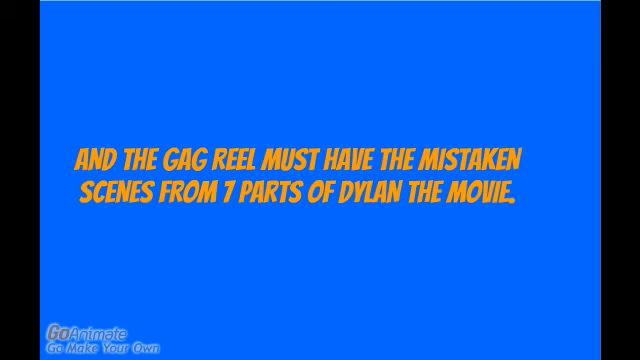 AND THE GAG REEL MUST HAVE THE MISTAKEN
SCENES FROM 7 PARTS OF DYLAN THE MOVIE.
GoAnimate
Go Make Your Own